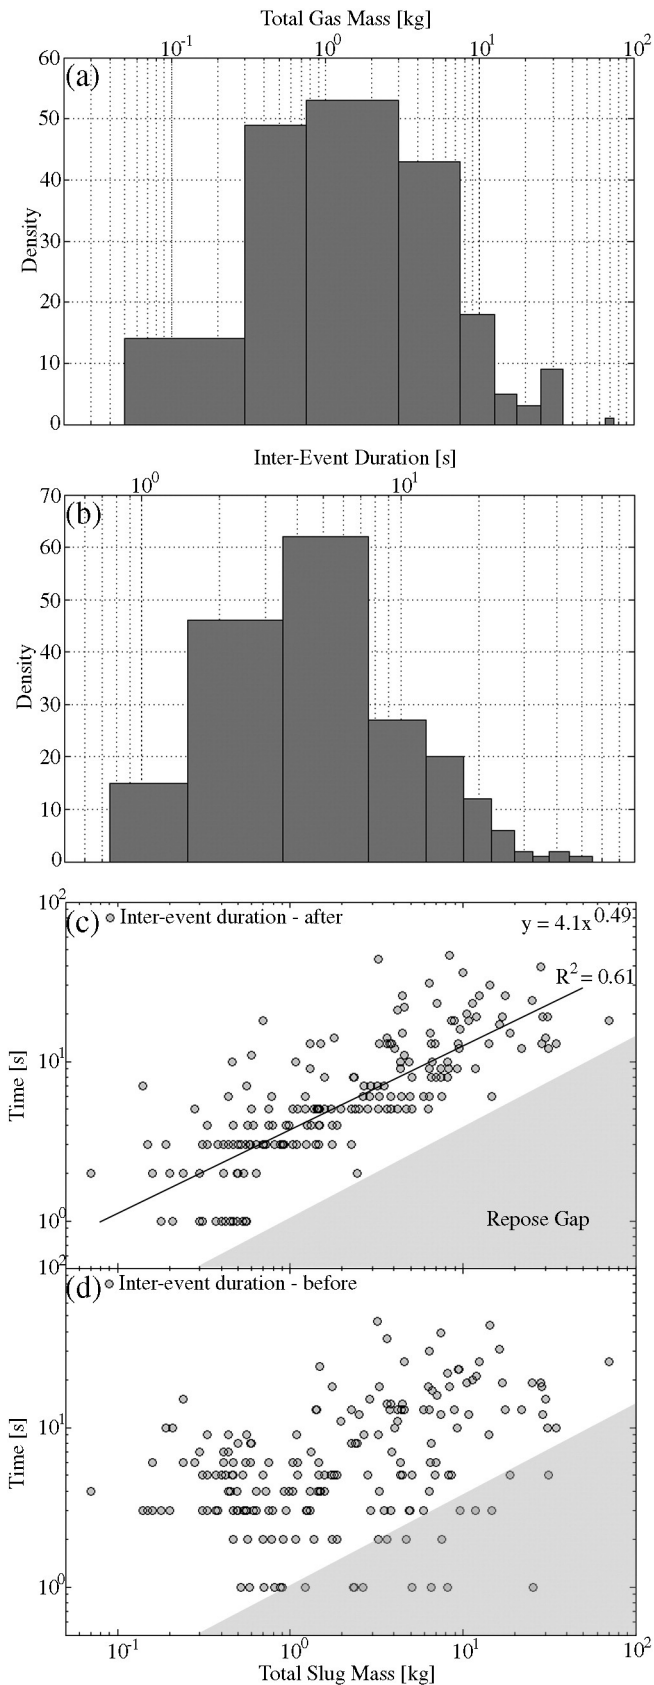 Total Gas Mass [kg]
10^-1 10^0 10^1 10^2
(a)
60
50
40
30
20
10
0
Density
Inter-Event Duration [s]
10^0 10^1
(b)
70
60
50
40
30
20
10
0
Density
(c) Inter-event duration - after
y = 4.1x^0.49
R^2 = 0.61
10^2
10^1
10^0
Time [s]
Repose Gap
10^2
(d) Inter-event duration - before
10^1
10^0
Time [s]
10^-1 10^0 10^1 10^2
Total Slug Mass [kg]